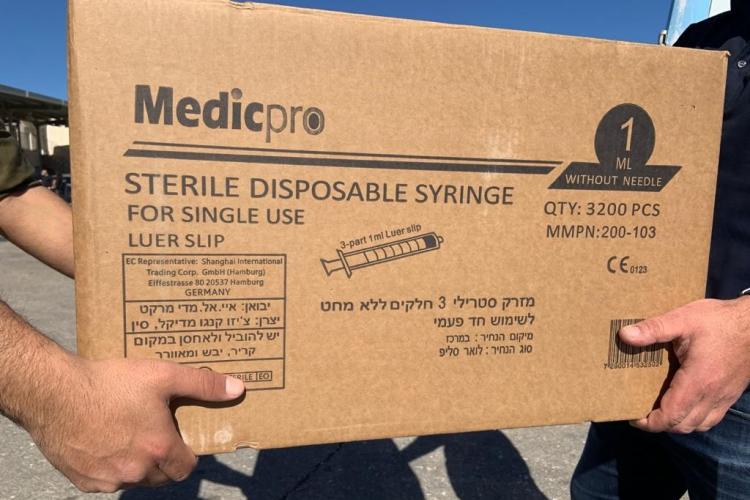 Medicpro
1
ML
WITHOUT NEEDLE
STERILE DISPOSABLE SYRINGE
FOR SINGLE USE
LUER SLIP
QTY: 3200 PCS
MMPN:200-103
CE 0123
3-part 1ml Luer slip
EC Representative: Shanghai International
Trading Corp. GmbH (Hamburg)
Eiffestrasse 80 20537 Hamburg
GERMANY
יבואן: איי.אל.מדי מרקט
יצרן: צ'יזו קנגו מדיקל, סין
יש להוביל ולאחסן במקום
קריר, יבש ומאוורר
EO
מזרק סטרילי 3 חלקים ללא מחט
לשימוש חד פעמי
מיקום הנחיר: במרכז
סוג הנחיר: לואר סליפ